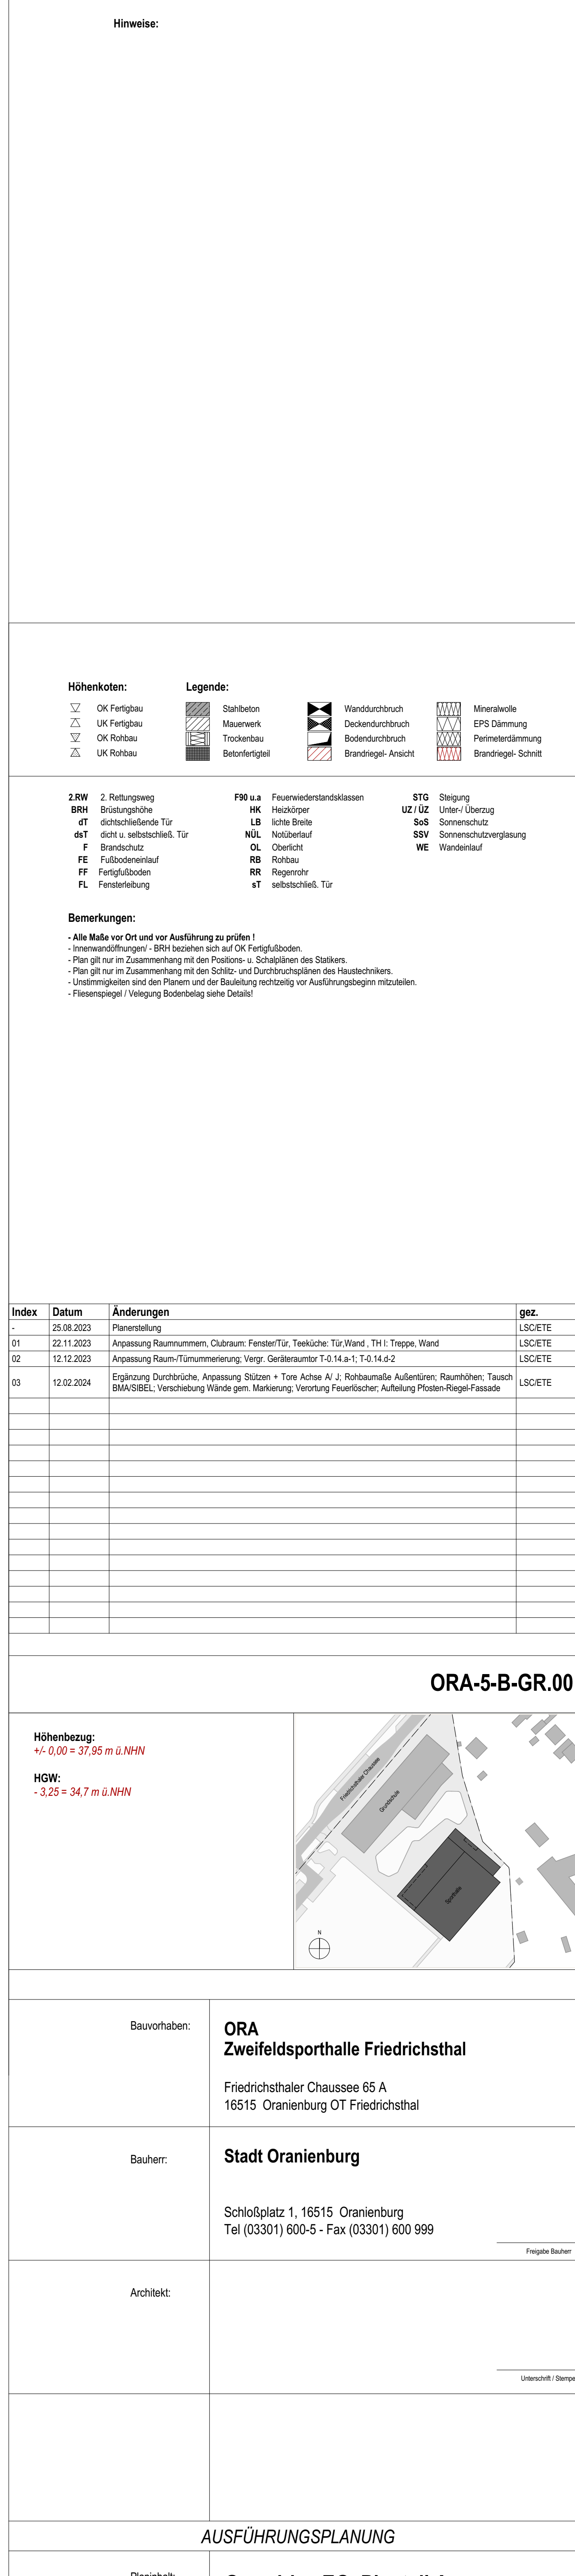 Hinweise:
Höhenkoten: Legende:
OK Fertigbau Stahlbeton Wanddurchbruch Mineralwolle
UK Fertigbau Mauerwerk Deckendurchbruch EPS Dämmung
OK Rohbau Trockenbau Bodendurchbruch Perimeterdämmung
UK Rohbau Betonfertigteil Brandriegel- Ansicht Brandriegel- Schnitt
2.RW 2. Rettungsweg F90 u.a Feuerwiederstandsklassen STG Steigung
BRH Brüstungshöhe HK Heizkörper UZ / ÜZ Unter-/ Überzug
dT dichtschließende Tür LB lichte Breite SoS Sonnenschutz
dsT dicht u. selbstschließ. Tür NÜL Notüberlauf SSV Sonnenschutzverglasung
F Brandschutz OL Oberlicht WE Wandeinlauf
FE Fußbodeneinlauf RB Rohbau
FF Fertigfußboden RR Regenrohr
FL Fensterleibung sT selbstschließ. Tür
Bemerkungen:
- Alle Maße vor Ort und vor Ausführung zu prüfen !
- Innenwandöffnungen/ - BRH beziehen sich auf OK Fertigfußboden.
- Plan gilt nur im Zusammenhang mit den Positions- u. Schalplänen des Statikers.
- Plan gilt nur im Zusammenhang mit den Schlitz- und Durchbruchsplänen des Haustechnikers.
- Unstimmigkeiten sind den Planern und der Bauleitung rechtzeitig vor Ausführungsbeginn mitzuteilen.
- Fliesenspiegel / Velegung Bodenbelag siehe Details!
Index Datum Änderungen gez.
- 25.08.2023 Planerstellung LSC/ETE
01 22.11.2023 Anpassung Raumnummern, Clubraum: Fenster/Tür, Teeküche: Tür,Wand , TH I: Treppe, Wand LSC/ETE
02 12.12.2023 Anpassung Raum-/Türnummerierung; Vergr. Geräteraumtor T-0.14.a-1; T-0.14.d-2 LSC/ETE
03 12.02.2024 Ergänzung Durchbrüche, Anpassung Stützen + Tore Achse A/ J; Rohbaumaße Außentüren; Raumhöhen; Tausch LSC/ETE
BMA/SIBEL; Verschiebung Wände gem. Markierung; Verortung Feuerlöscher; Aufteilung Pfosten-Riegel-Fassade
ORA-5-B-GR.00
Höhenbezug:
+/- 0,00 = 37,95 m ü.NHN
HGW:
- 3,25 = 34,7 m ü.NHN
Friedrichsthaler Chaussee
Grundschule
Sporthalle
N
Bauvorhaben: ORA
Zweifeldsporthalle Friedrichsthal
Friedrichsthaler Chaussee 65 A
16515 Oranienburg OT Friedrichsthal
Bauherr: Stadt Oranienburg
Schloßplatz 1, 16515 Oranienburg
Tel (03301) 600-5 - Fax (03301) 600 999
Freigabe Bauherr
Architekt:
Unterschrift / Stempe
AUSFÜHRUNGSPLANUNG